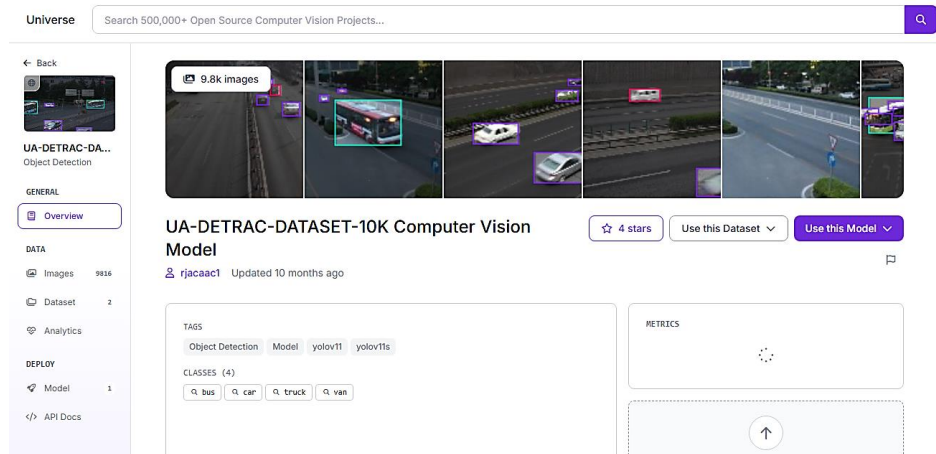 Universe
Search 500,000+ Open Source Computer Vision Projects...
Back
UA-DETRAC-DA...
Object Detection
GENERAL
Overview
DATA
Images 9816
Dataset 2
Analytics
DEPLOY
Model 1
API Docs
9.8k images
UA-DETRAC-DATASET-10K Computer Vision
Model
rjacaac1 Updated 10 months ago
4 stars
Use this Dataset
Use this Model
TAGS
Object Detection Model yolov11 yolov11s
CLASSES (4)
bus car truck van
METRICS